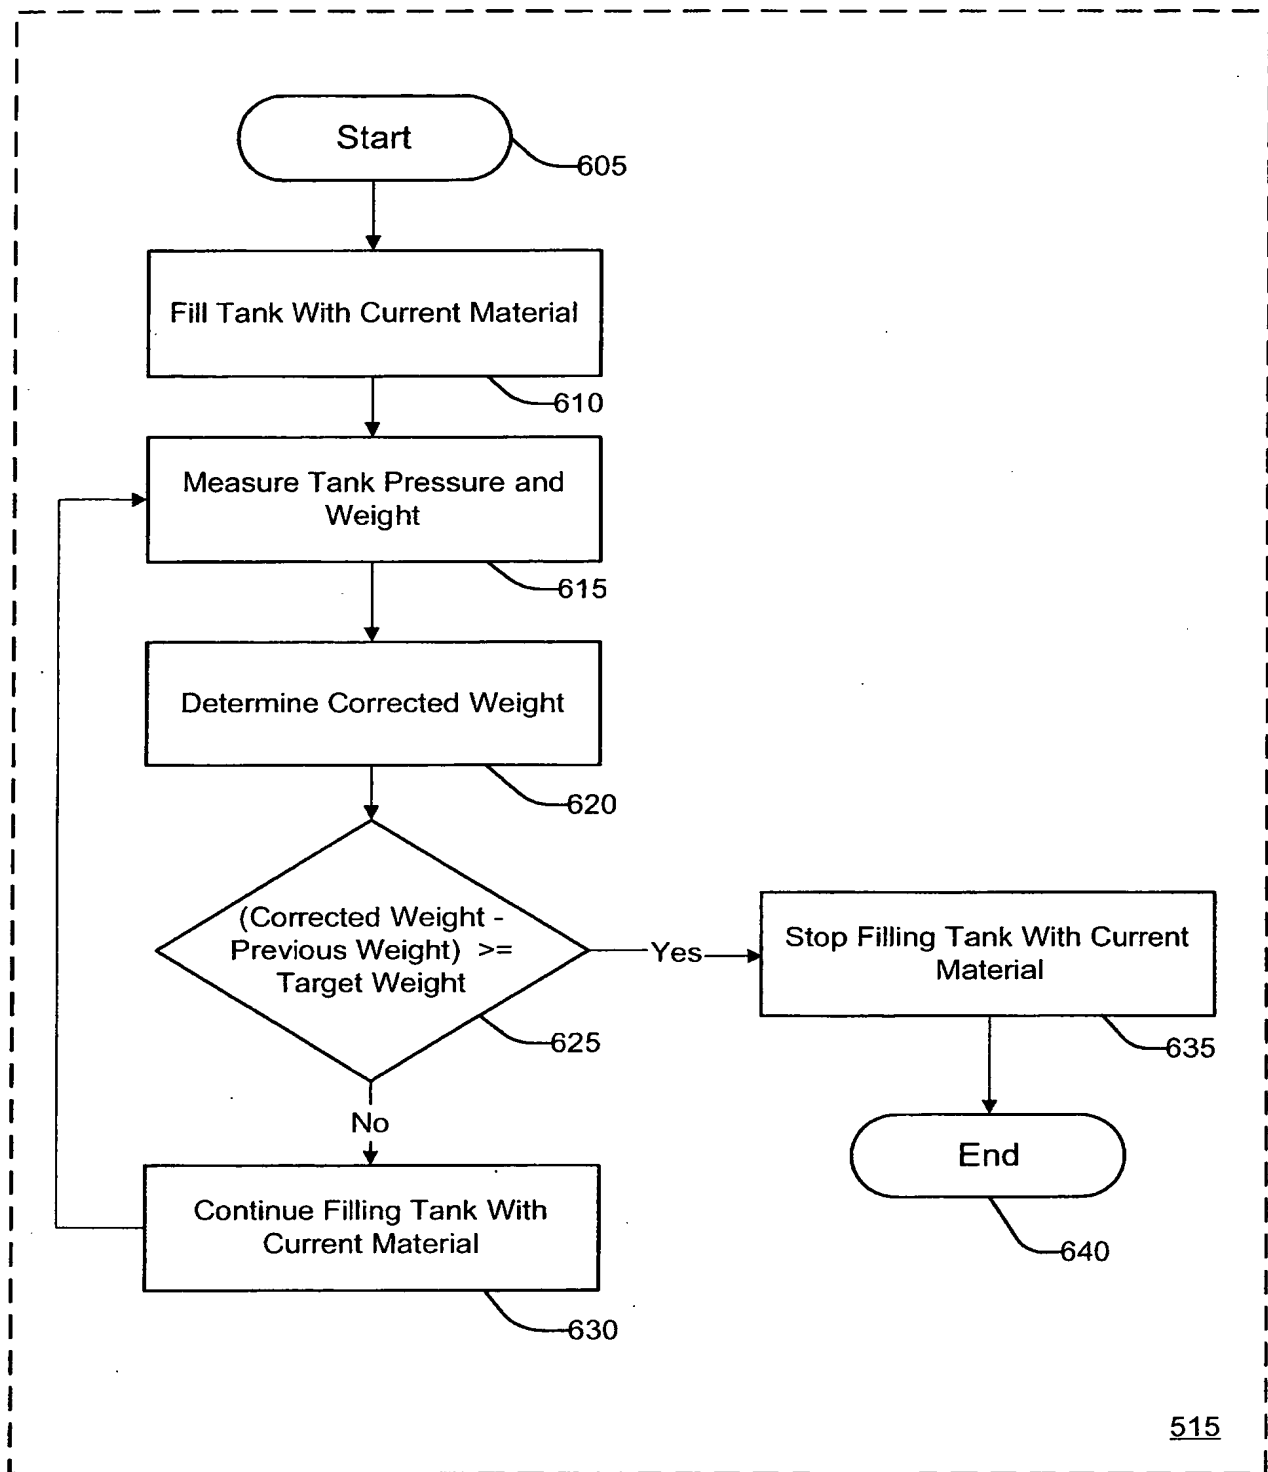 Start
605
Fill Tank With Current Material
610
Measure Tank Pressure and
Weight
615
Determine Corrected Weight
620
(Corrected Weight -
Previous Weight) >=
Target Weight
625
Yes
Stop Filling Tank With Current
Material
635
No
End
640
Continue Filling Tank With
Current Material
630
515